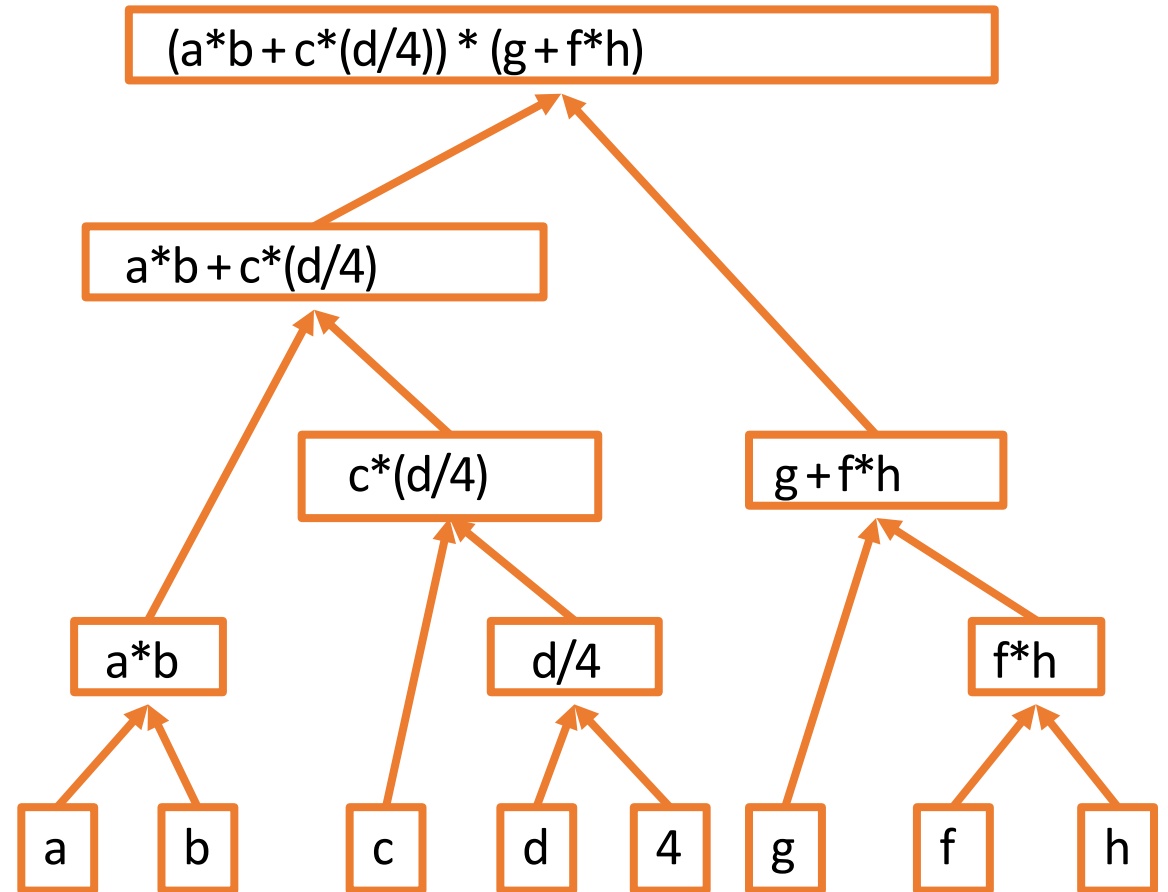 (a*b + c*(d/4)) * (g + f*h)
a*b + c*(d/4)
c*(d/4)
g + f*h
a*b
d/4
f*h
a
b
c
d
4
g
f
h